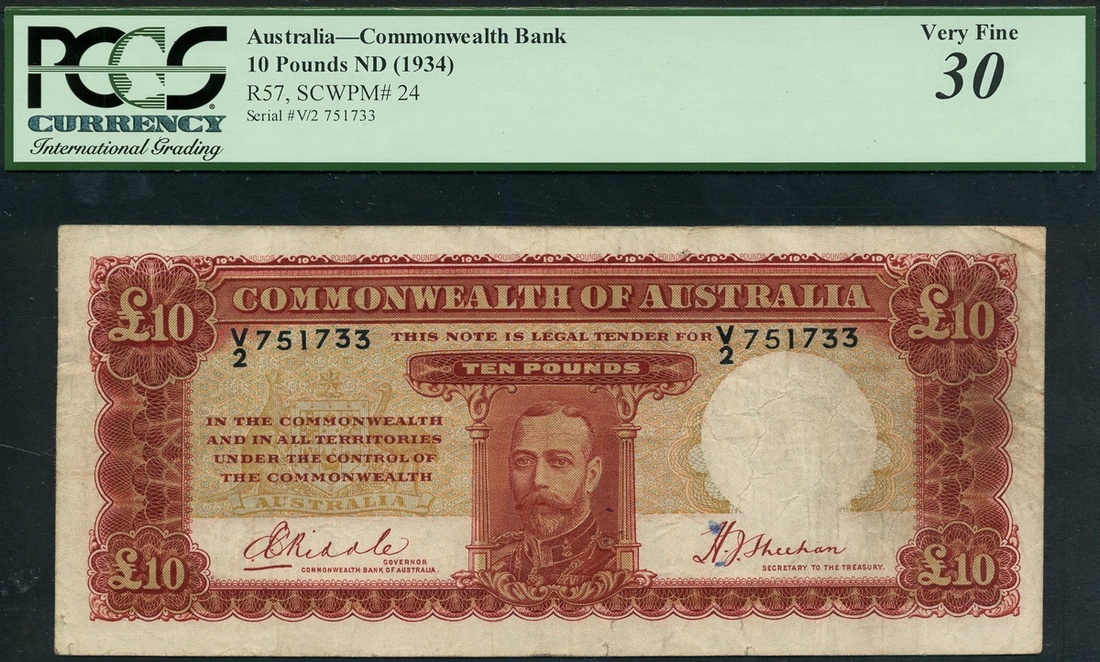 PCGS
CURRENCY
International Grading
Australia—Commonwealth Bank
10 Pounds ND (1934)
R57, SCWPM# 24
Serial #V/2 751733
Very Fine
30
£10
COMMONWEALTH OF AUSTRALIA
£10
V/2 751733
THIS NOTE IS LEGAL TENDER FOR
V/2 751733
TEN POUNDS
IN THE COMMONWEALTH
AND IN ALL TERRITORIES
UNDER THE CONTROL OF
THE COMMONWEALTH
AUSTRALIA
E C Riddle
GOVERNOR
COMMONWEALTH BANK OF AUSTRALIA.
H. J. Sheehan
SECRETARY TO THE TREASURY.
£10
£10